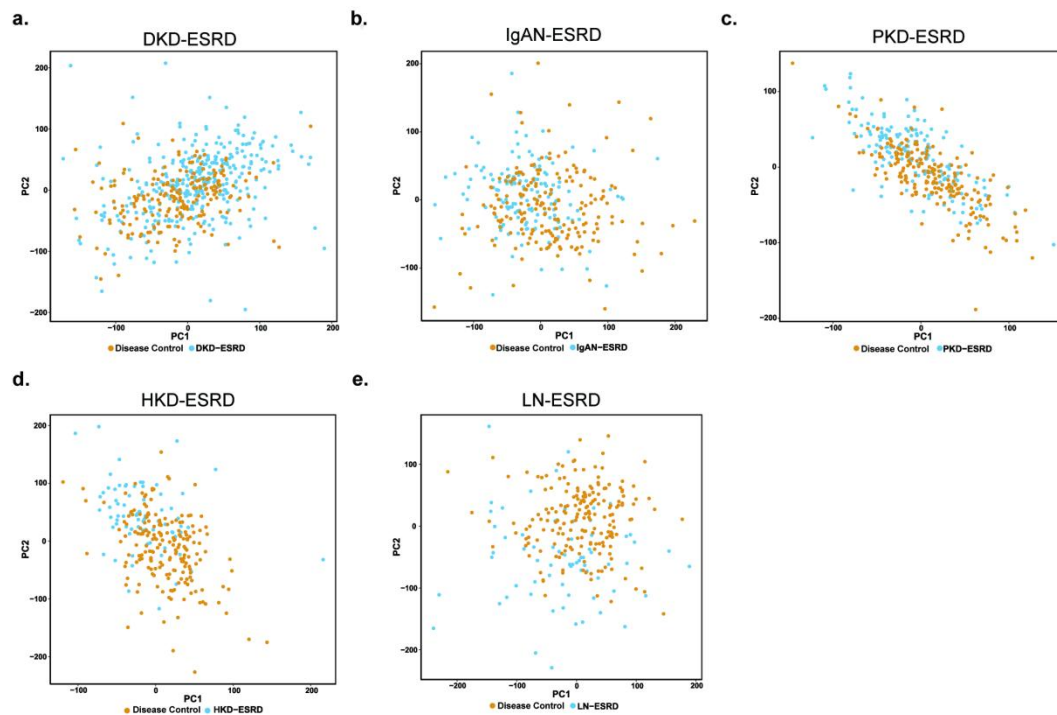 a.
DKD-ESRD
200
100
0
−100
−200
PC2
−100
0
100
200
PC1
Disease Control DKD−ESRD
b.
IgAN-ESRD
200
100
0
−100
PC2
−100
0
100
200
PC1
Disease Control IgAN−ESRD
c.
PKD-ESRD
100
0
−100
−200
PC2
−100
0
100
PC1
Disease Control PKD−ESRD
d.
HKD-ESRD
200
100
0
−100
−200
PC2
−100
0
100
200
PC1
Disease Control HKD−ESRD
e.
LN-ESRD
100
0
−100
−200
PC2
−200
−100
0
100
200
PC1
Disease Control LN−ESRD